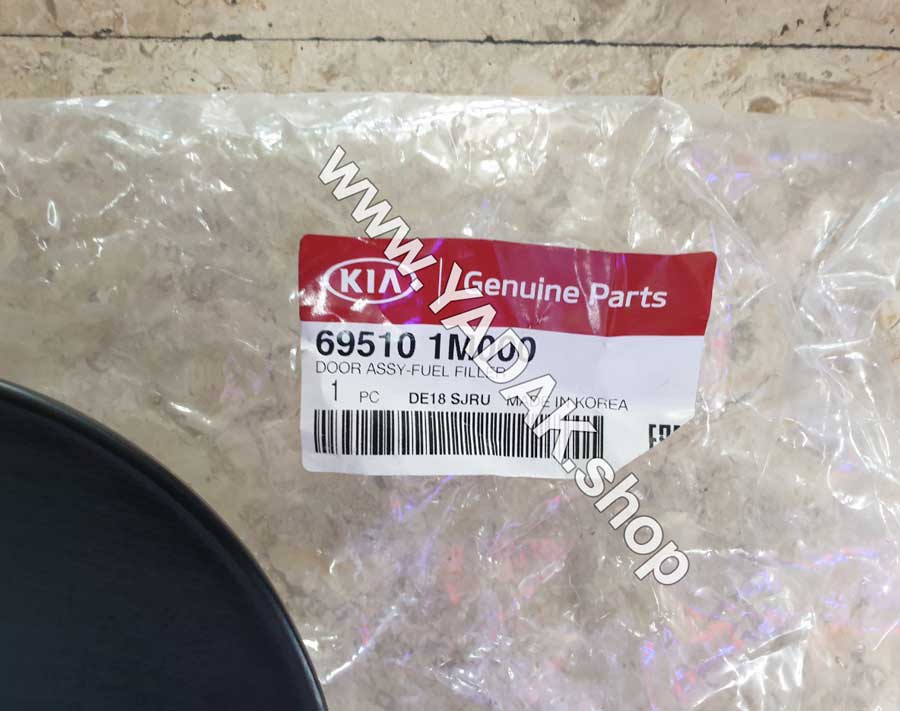 KIA Genuine Parts
69510 1M000
DOOR ASSY-FUEL FILLER
1 PC DE18 SJRU MADE IN KOREA
www.YADAK.shop